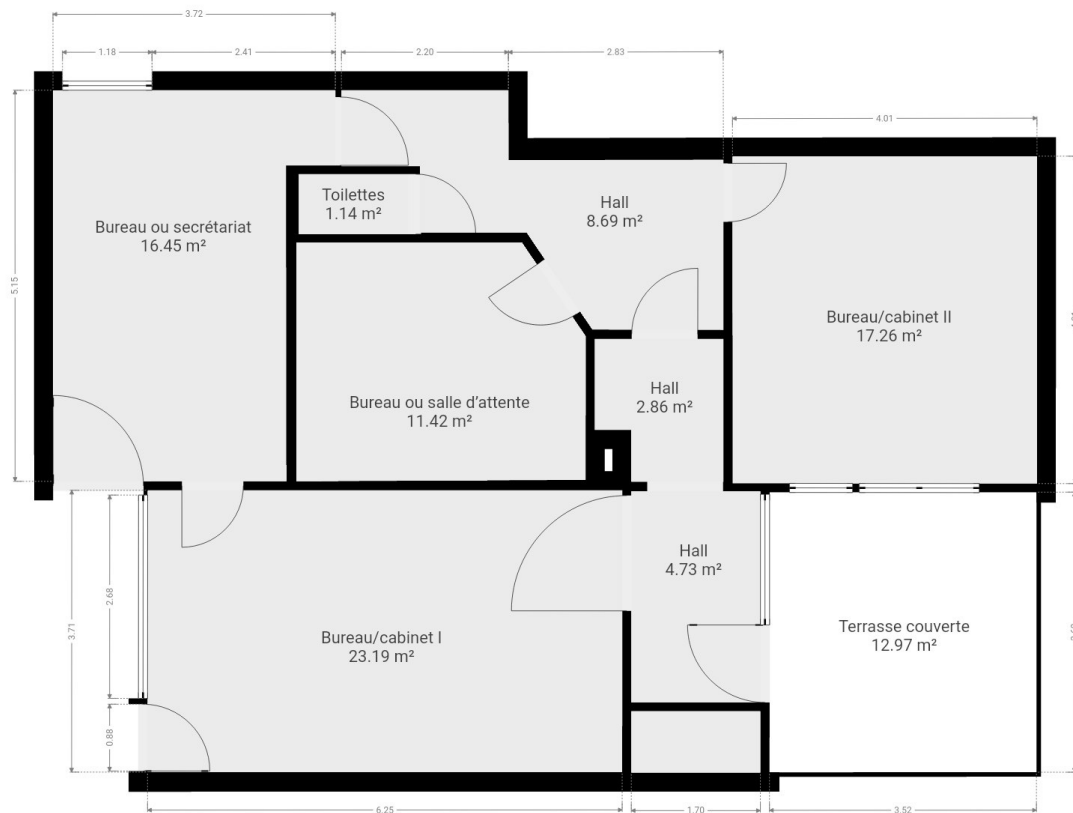 3.72
1.18
2.41
2.20
2.83
4.01
Toilettes
1.14 m²
Hall
8.69 m²
Bureau ou secrétariat
16.45 m²
5.15
Bureau/cabinet II
17.26 m²
Bureau ou salle d'attente
11.42 m²
Hall
2.86 m²
Hall
4.73 m²
2.68
3.71
Bureau/cabinet I
23.19 m²
Terrasse couverte
12.97 m²
0.88
6.25
1.70
3.52